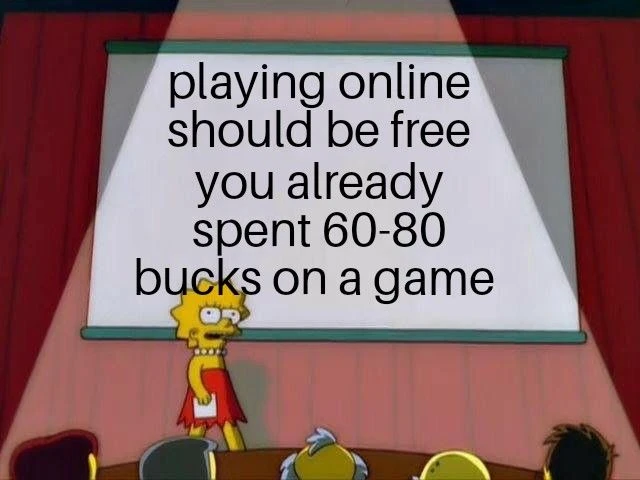 playing online
should be free
you already
spent 60-80
bucks on a game